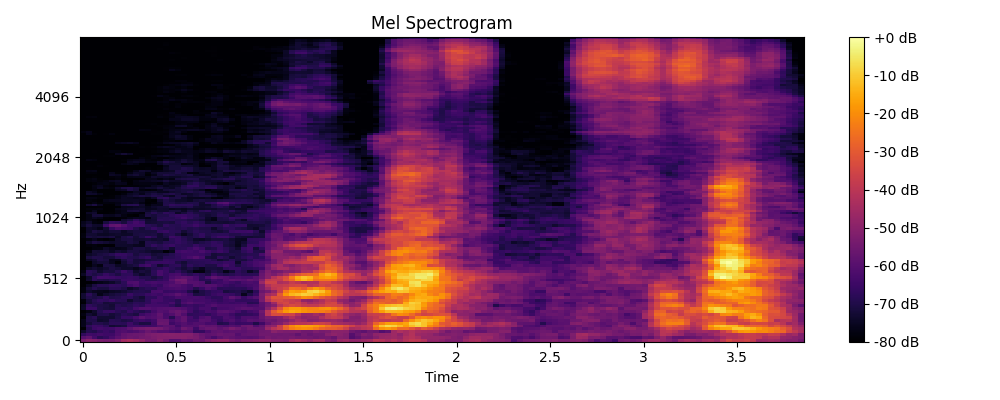 Mel Spectrogram
+0 dB
-10 dB
-20 dB
-30 dB
-40 dB
-50 dB
-60 dB
-70 dB
-80 dB
Hz
4096
2048
1024
512
0
0 0.5 1 1.5 2 2.5 3 3.5
Time